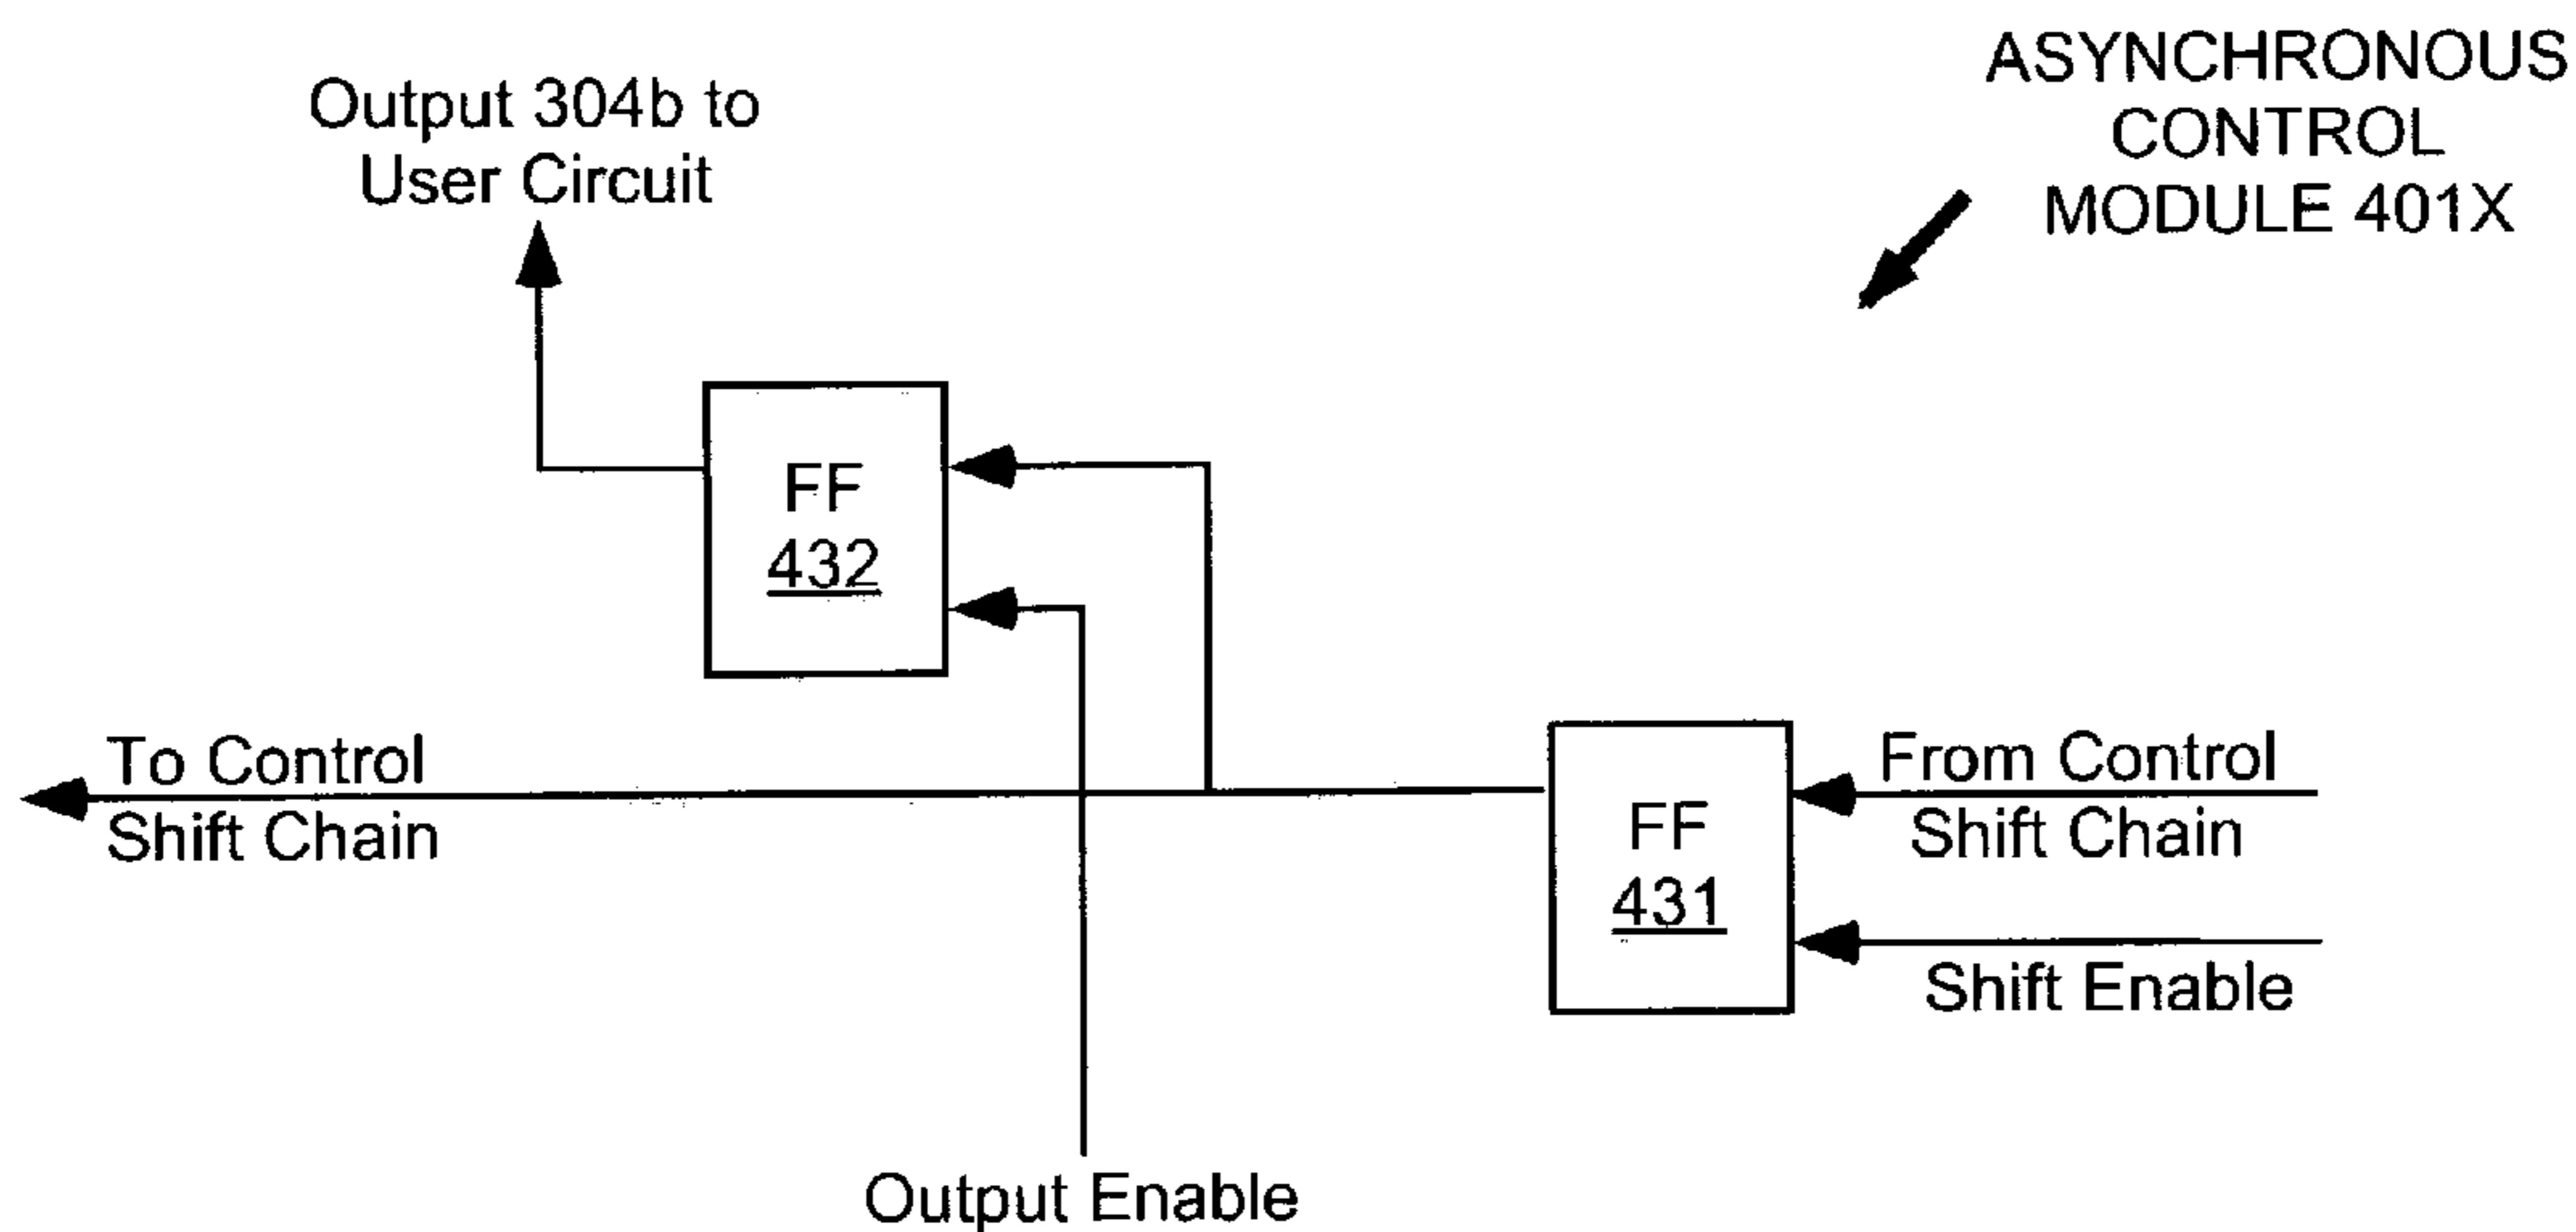 ASYNCHRONOUS
CONTROL
MODULE 401X
Output 304b to
User Circuit
FF
432
To Control
Shift Chain
FF
431
From Control
Shift Chain
Shift Enable
Output Enable